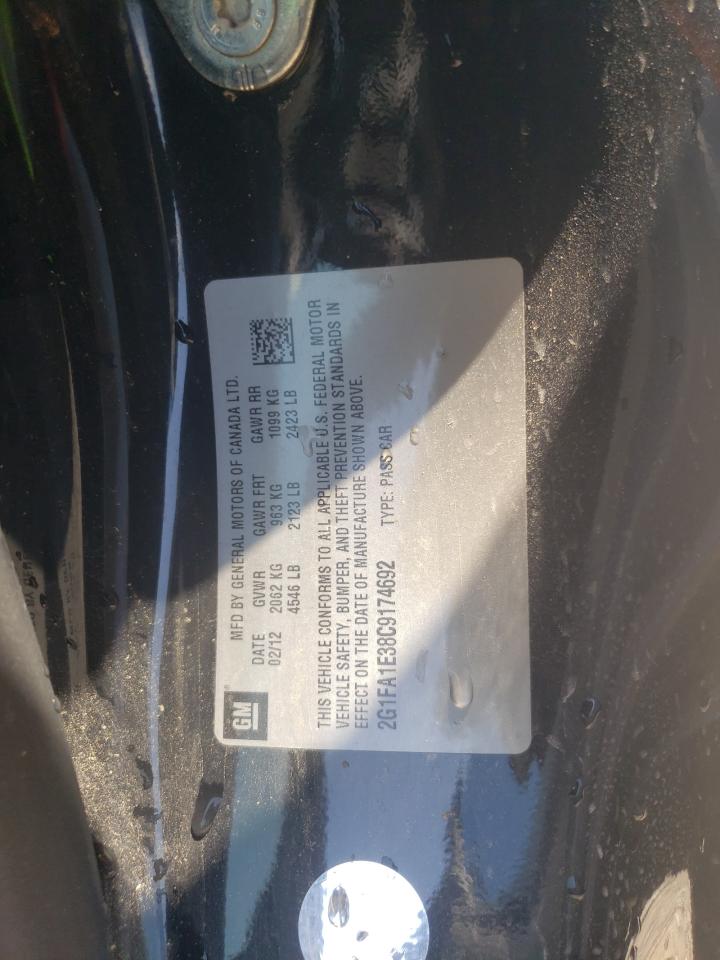 GM
MFD BY GENERAL MOTORS OF CANADA LTD.
DATE GVWR GAWR FRT GAWR RR
02/12 2062 KG 963 KG 1099 KG
4546 LB 2123 LB 2423 LB
THIS VEHICLE CONFORMS TO ALL APPLICABLE U.S. FEDERAL MOTOR
VEHICLE SAFETY, BUMPER, AND THEFT PREVENTION STANDARDS IN
EFFECT ON THE DATE OF MANUFACTURE SHOWN ABOVE.
2G1FA1E38C9174692 TYPE: PASS CAR